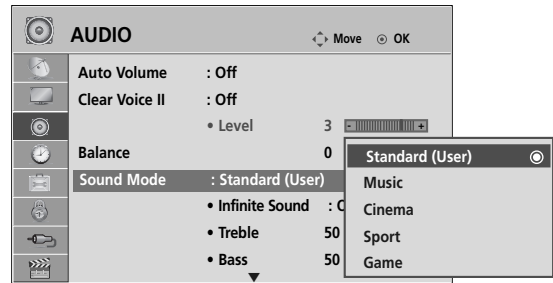 AUDIO Move OK
Auto Volume : Off
Clear Voice II : Off
• Level 3 - +
Balance 0
Sound Mode : Standard (User)
• Infinite Sound :
• Treble 50
• Bass 50
Standard (User)
Music
Cinema
Sport
Game